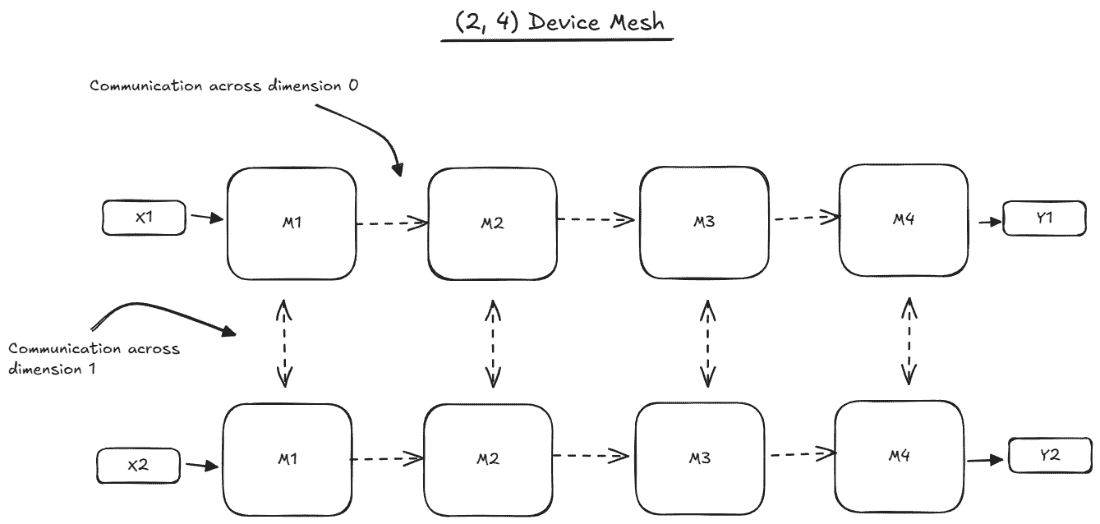 (2, 4) Device Mesh
Communication across dimension 0
X1
M1
M2
M3
M4
Y1
Communication across
dimension 1
X2
M1
M2
M3
M4
Y2